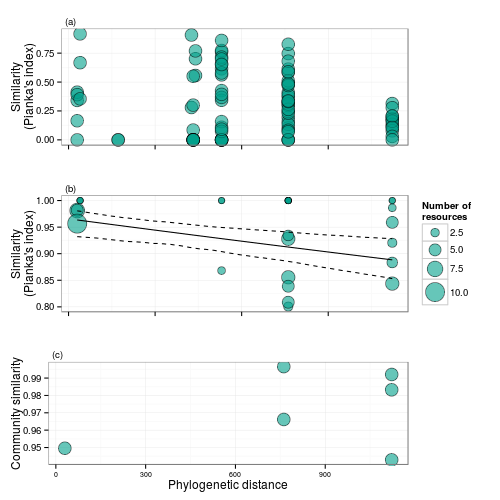 (a)
Similarity
(Pianka's index)
0.75
0.50
0.25
0.00
(b)
Similarity
(Pianka's index)
1.00
0.95
0.90
0.85
0.80
Number of
resources
2.5
5.0
7.5
10.0
(c)
Community similarity
0.99
0.98
0.97
0.96
0.95
0
300
600
900
Phylogenetic distance